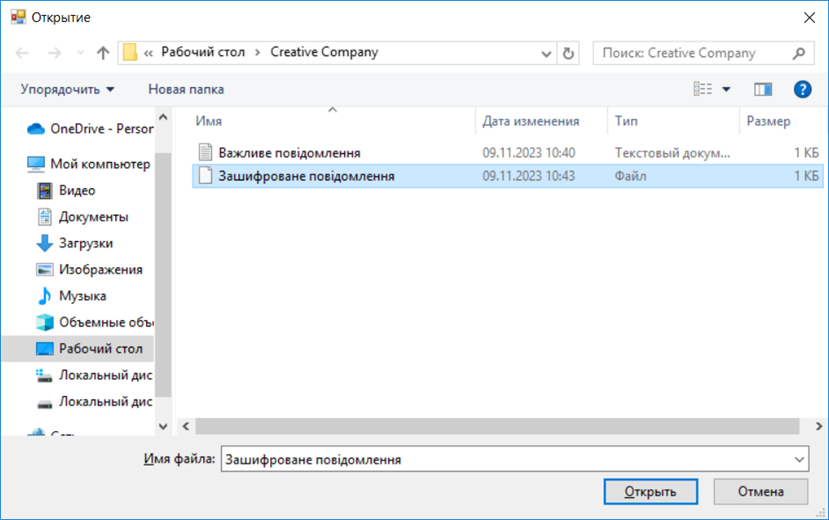 Открытие
« Рабочий стол › Creative Company
Поиск: Creative Company
Упорядочить Новая папка
Имя Дата изменения Тип Размер
Важливе повідомлення 09.11.2023 10:40 Текстовый докум... 1 КБ
Зашифроване повідомлення 09.11.2023 10:43 Файл 1 КБ
OneDrive - Person
Мой компьютер
Видео
Документы
Загрузки
Изображения
Музыка
Объемные объ
Рабочий стол
Локальный дис
Локальный дис
Сеть
Имя файла: Зашифроване повідомлення
Открыть Отмена